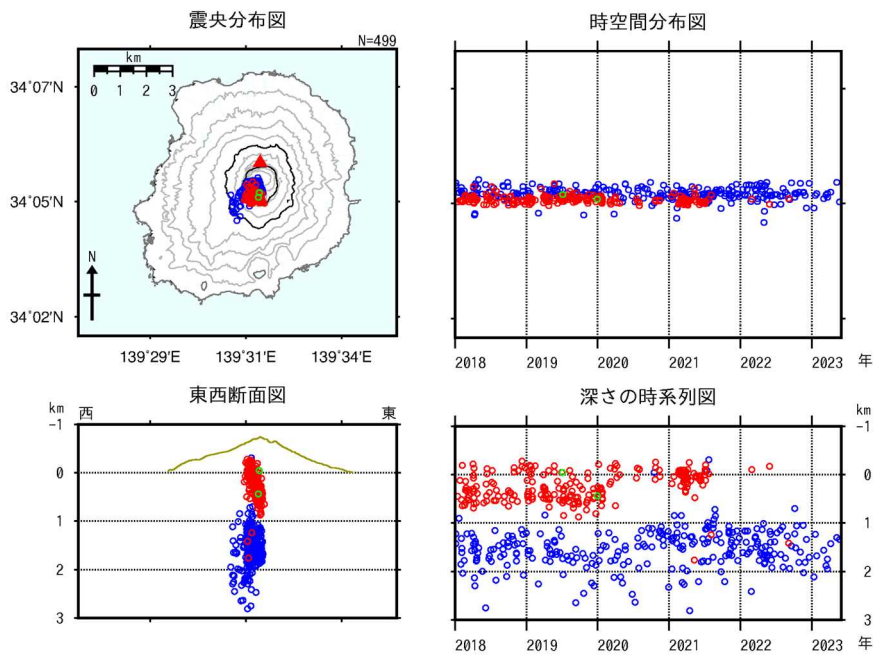 震央分布図
N=499
km
0 1 2 3
34˚07'N
34˚05'N
34˚02'N
N
139˚29'E 139˚31'E 139˚34'E
時空間分布図
2018 2019 2020 2021 2022 2023 年
東西断面図
km 西 東
-1
0
1
2
3
深さの時系列図
km
-1
0
1
2
3
2018 2019 2020 2021 2022 2023 年